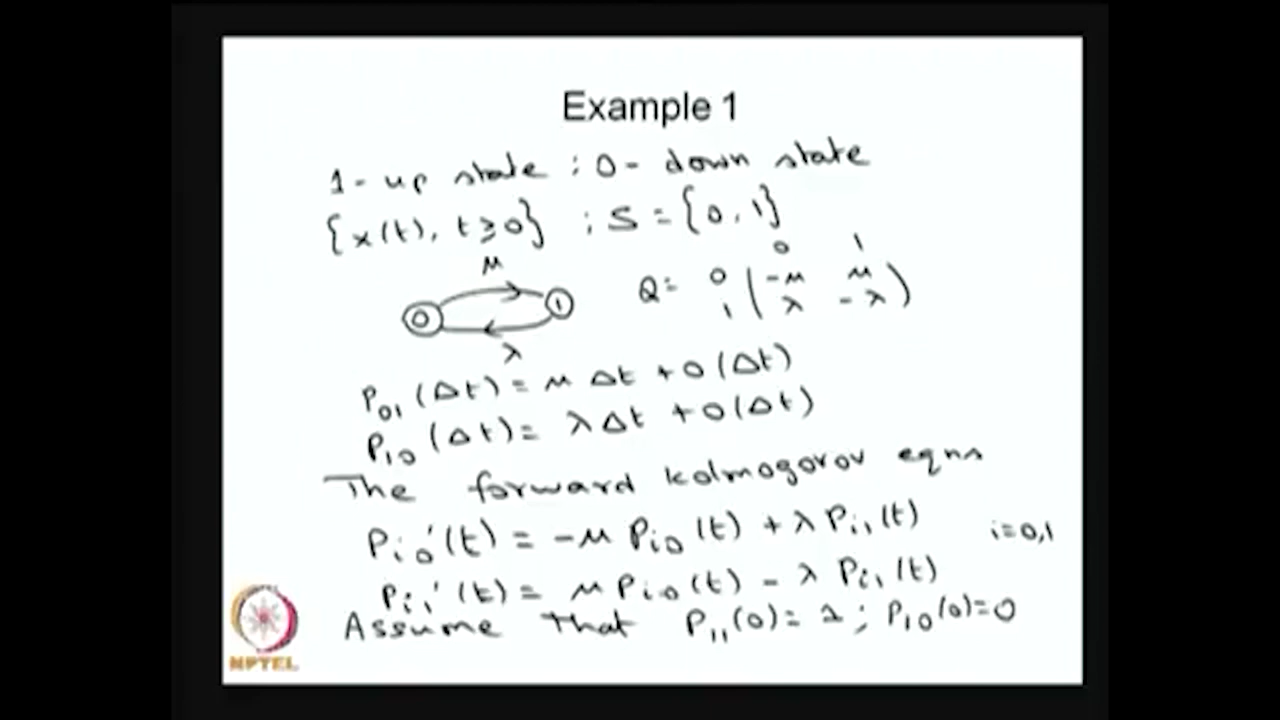 Example 1
1- up state ; 0- down state
{x(t), t≥0} ; S = {0, 1}
μ
0 1
0 1
Q= 0 ( -μ μ
1 λ -λ )
λ
P₀₁ (Δt) = μ Δt + 0 (Δt)
P₁₀ (Δt) = λ Δt + 0 (Δt)
The forward kolmogorov eqns
Pᵢ₀'(t) = -μ Pᵢ₀ (t) + λ Pᵢ₁ (t) i=0,1
Pᵢ₁'(t) = μ Pᵢ₀ (t) - λ Pᵢ₁ (t)
Assume that P₁₁(0) = 1 ; P₁₀(0)=0
NPTEL